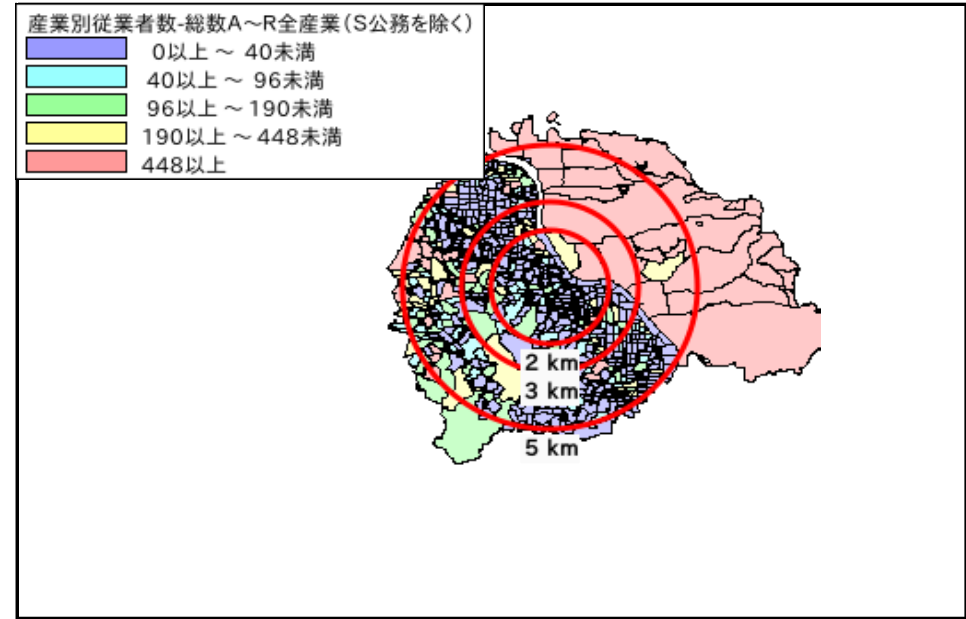 産業別従業者数-総数A～R全産業(S公務を除く)
0以上 ～ 40未満
40以上 ～ 96未満
96以上 ～ 190未満
190以上 ～ 448未満
448以上
2 km
3 km
5 km